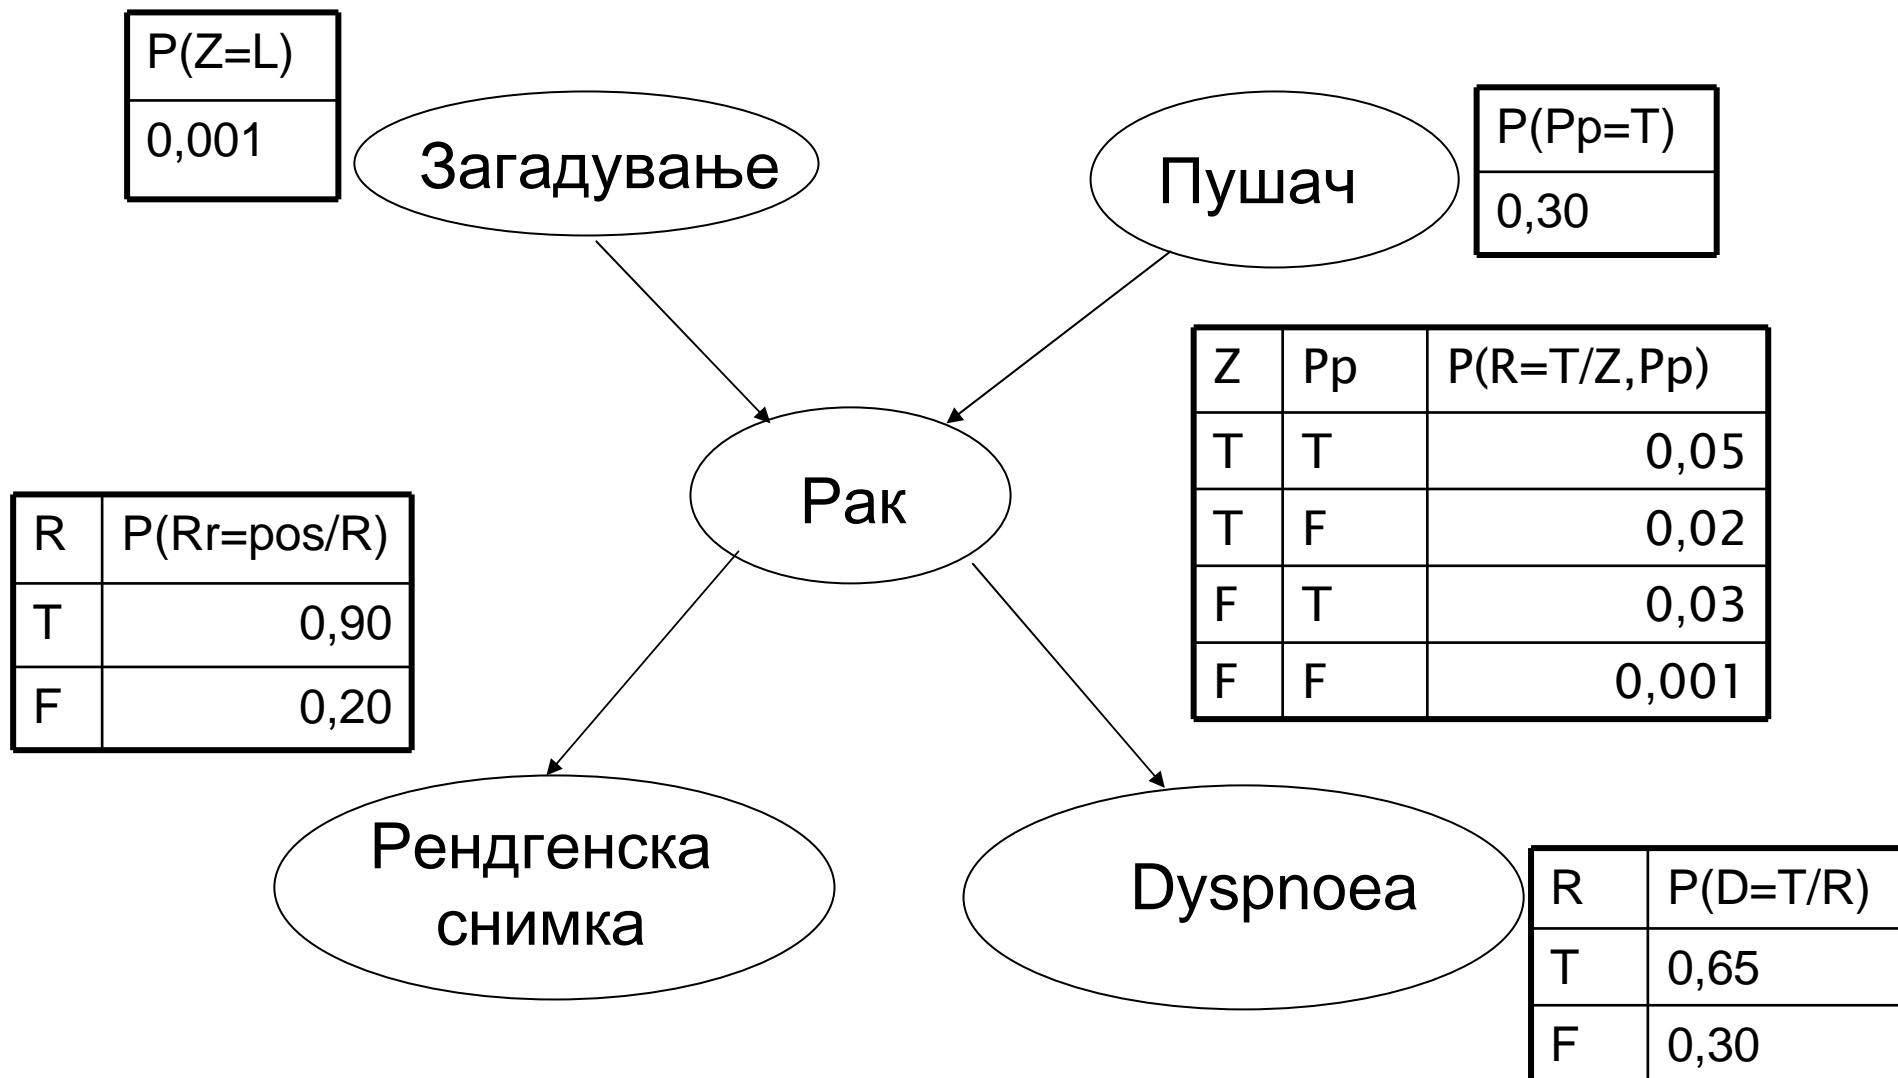 P(Z=L)
0,001
Загадување
Пушач
P(Pp=T)
0,30
Z Pp P(R=T/Z,Pp)
T T 0,05
T F 0,02
F T 0,03
F F 0,001
Рак
R P(Rr=pos/R)
T 0,90
F 0,20
Рендгенска
снимка
Dyspnoea
R P(D=T/R)
T 0,65
F 0,30